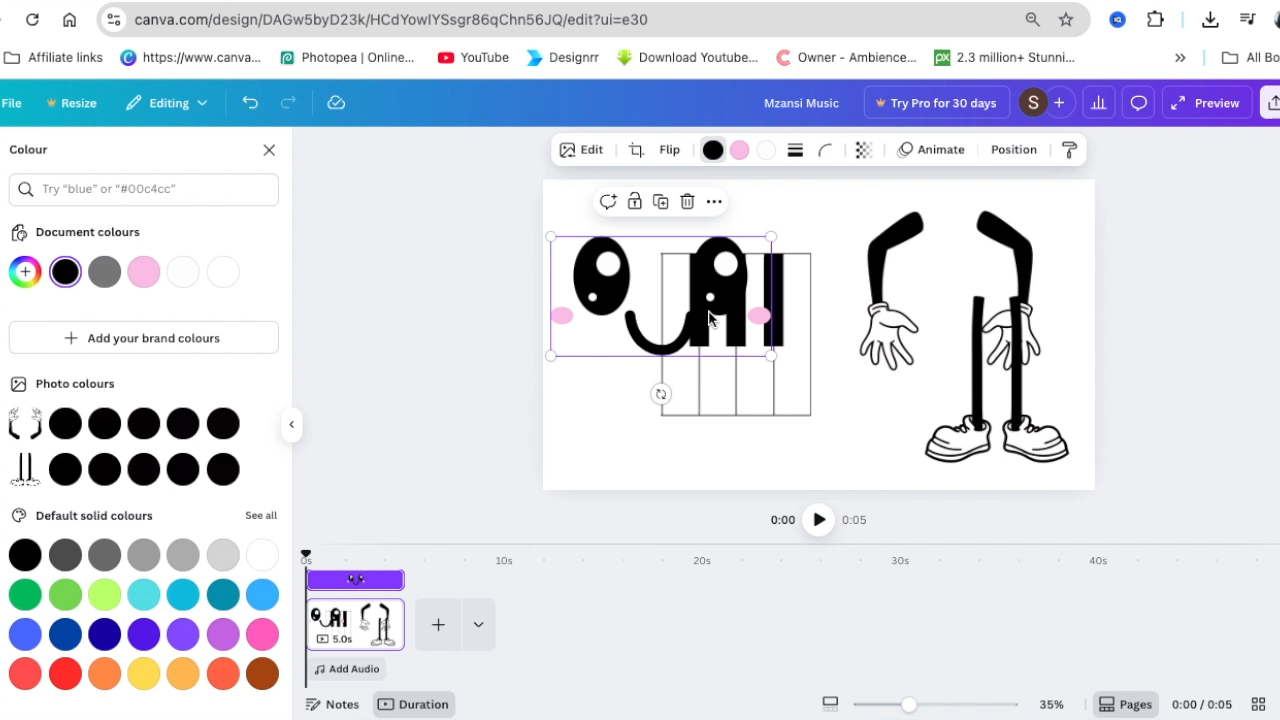 canva.com/design/DAGw5byD23k/HCdYowIYSsgr86qChn56JQ/edit?ui=e30
Affiliate links
https://www.canva...
Photopea | Online...
YouTube
Designrr
Download Youtube...
Owner - Ambience...
2.3 million+ Stunni...
»
All Bo
File
Resize
Editing
Mzansi Music
Try Pro for 30 days
S
+
Preview
Colour
Edit
Flip
Animate
Position
Try “blue” or “#00c4cc”
Document colours
Add your brand colours
Photo colours
Default solid colours
See all
0:00
0:05
0s
10s
20s
30s
40s
5.0s
Add Audio
Notes
Duration
35%
Pages
0:00 / 0:05